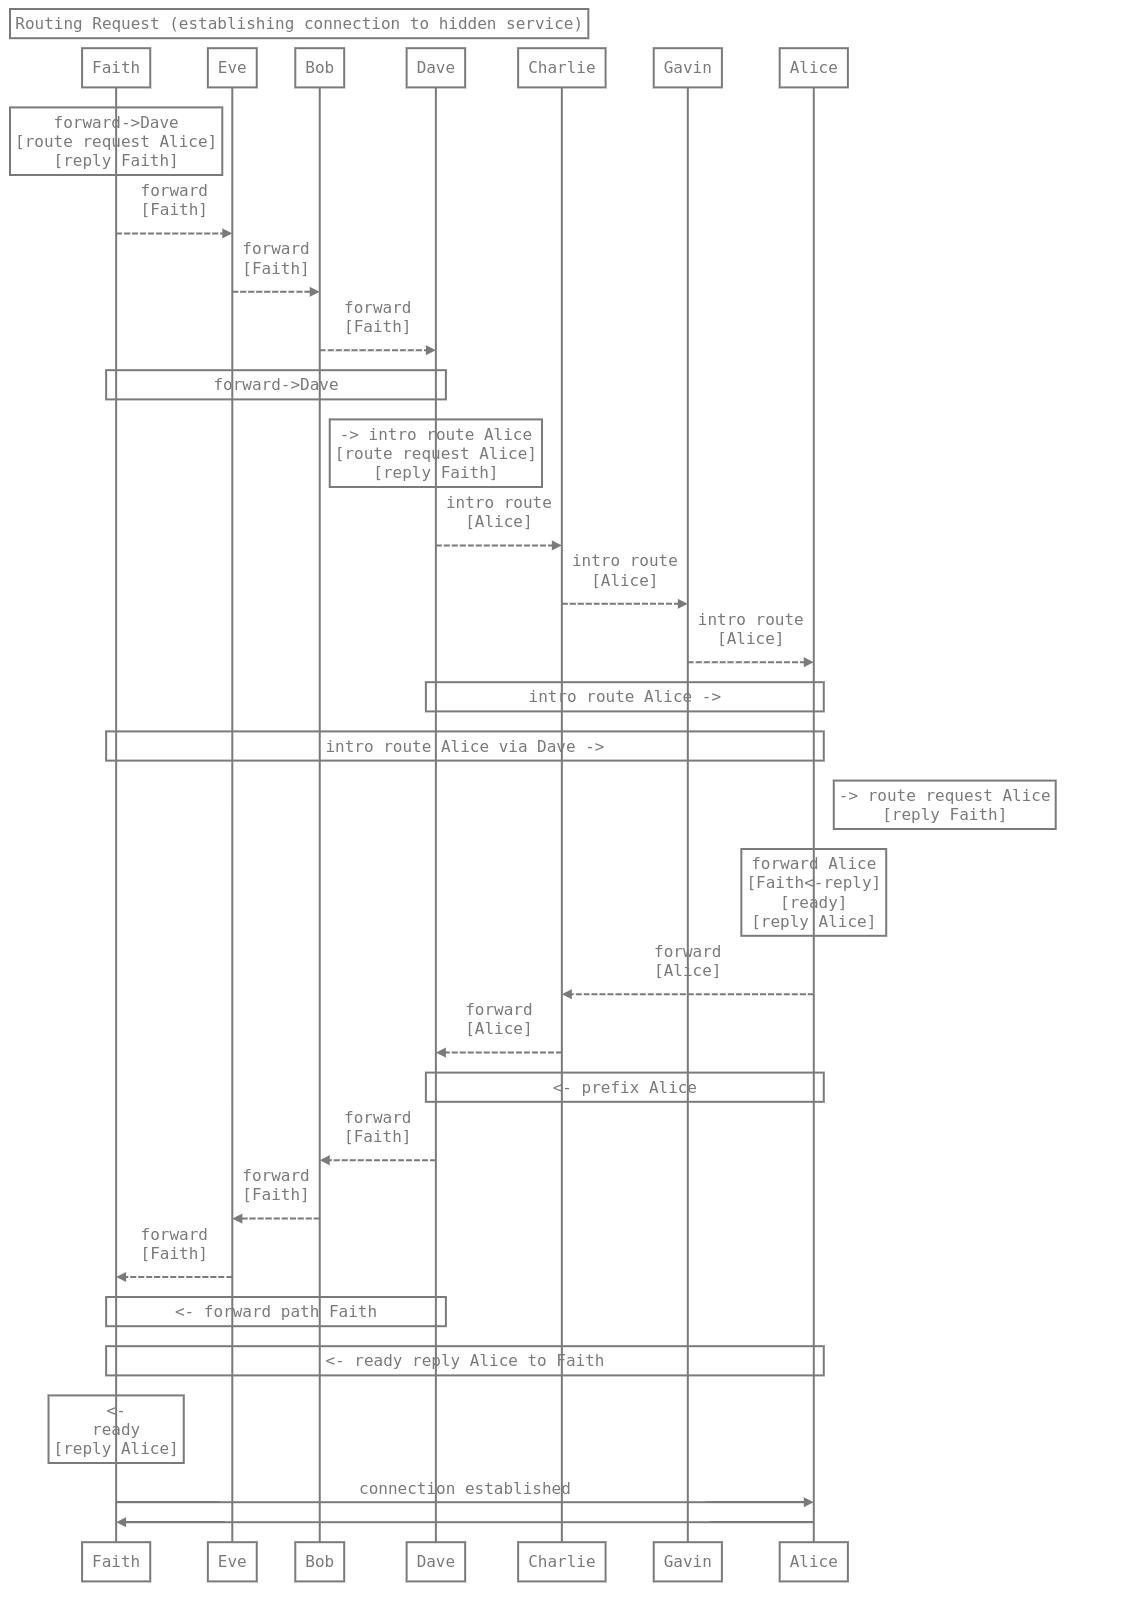 Routing Request (establishing connection to hidden service)
Faith Eve Bob Dave Charlie Gavin Alice
forward->Dave
[route request Alice]
[reply Faith]
forward
[Faith]
forward
[Faith]
forward
[Faith]
forward->Dave
-> intro route Alice
[route request Alice]
[reply Faith]
intro route
[Alice]
intro route
[Alice]
intro route
[Alice]
intro route Alice ->
intro route Alice via Dave ->
-> route request Alice
[reply Faith]
forward Alice
[Faith<-reply]
[ready]
[reply Alice]
forward
[Alice]
forward
[Alice]
<- prefix Alice
forward
[Faith]
forward
[Faith]
forward
[Faith]
<- forward path Faith
<- ready reply Alice to Faith
<-
ready
[reply Alice]
connection established
Faith Eve Bob Dave Charlie Gavin Alice